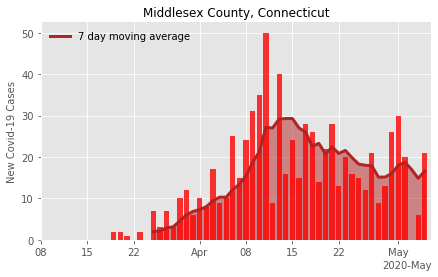 Middlesex County, Connecticut
7 day moving average
New Covid-19 Cases
50
40
30
20
10
0
08 15 22 Apr 08 15 22 May
2020-May